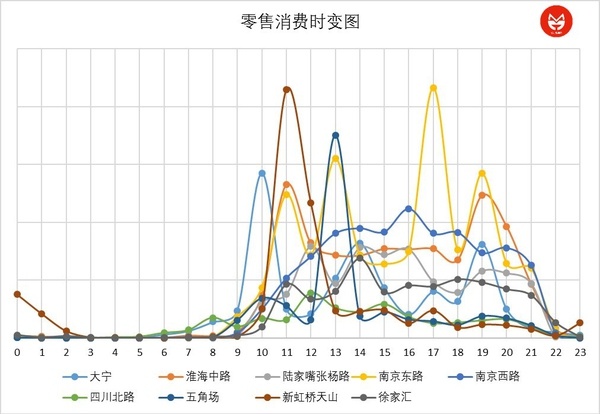 零售消费时变图
0 1 2 3 4 5 6 7 8 9 10 11 12 13 14 15 16 17 18 19 20 21 22 23
大宁 淮海中路 陆家嘴张杨路 南京东路 南京西路
四川北路 五角场 新虹桥天山 徐家汇